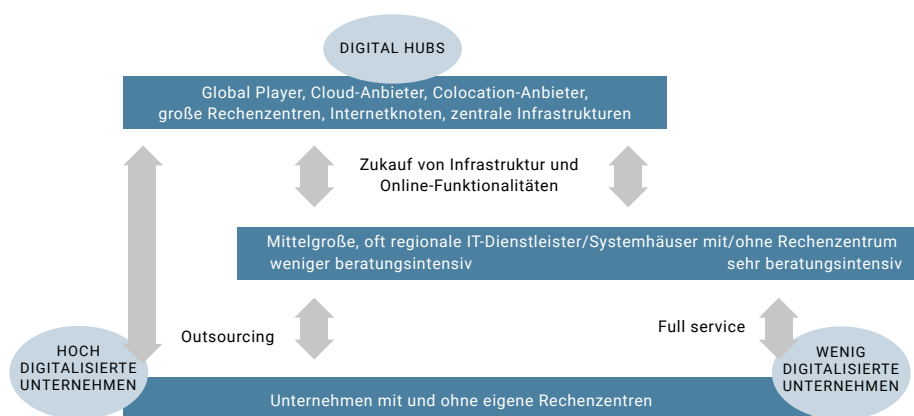 DIGITAL HUBS
Global Player, Cloud-Anbieter, Colocation-Anbieter,
große Rechenzentren, Internetknoten, zentrale Infrastrukturen
Zukauf von Infrastruktur und
Online-Funktionalitäten
Mittelgroße, oft regionale IT-Dienstleister/Systemhäuser mit/ohne Rechenzentrum
weniger beratungsintensiv sehr beratungsintensiv
Outsourcing
Full service
HOCH
DIGITALISIERTE
UNTERNEHMEN
WENIG
DIGITALISIERTE
UNTERNEHMEN
Unternehmen mit und ohne eigene Rechenzentren